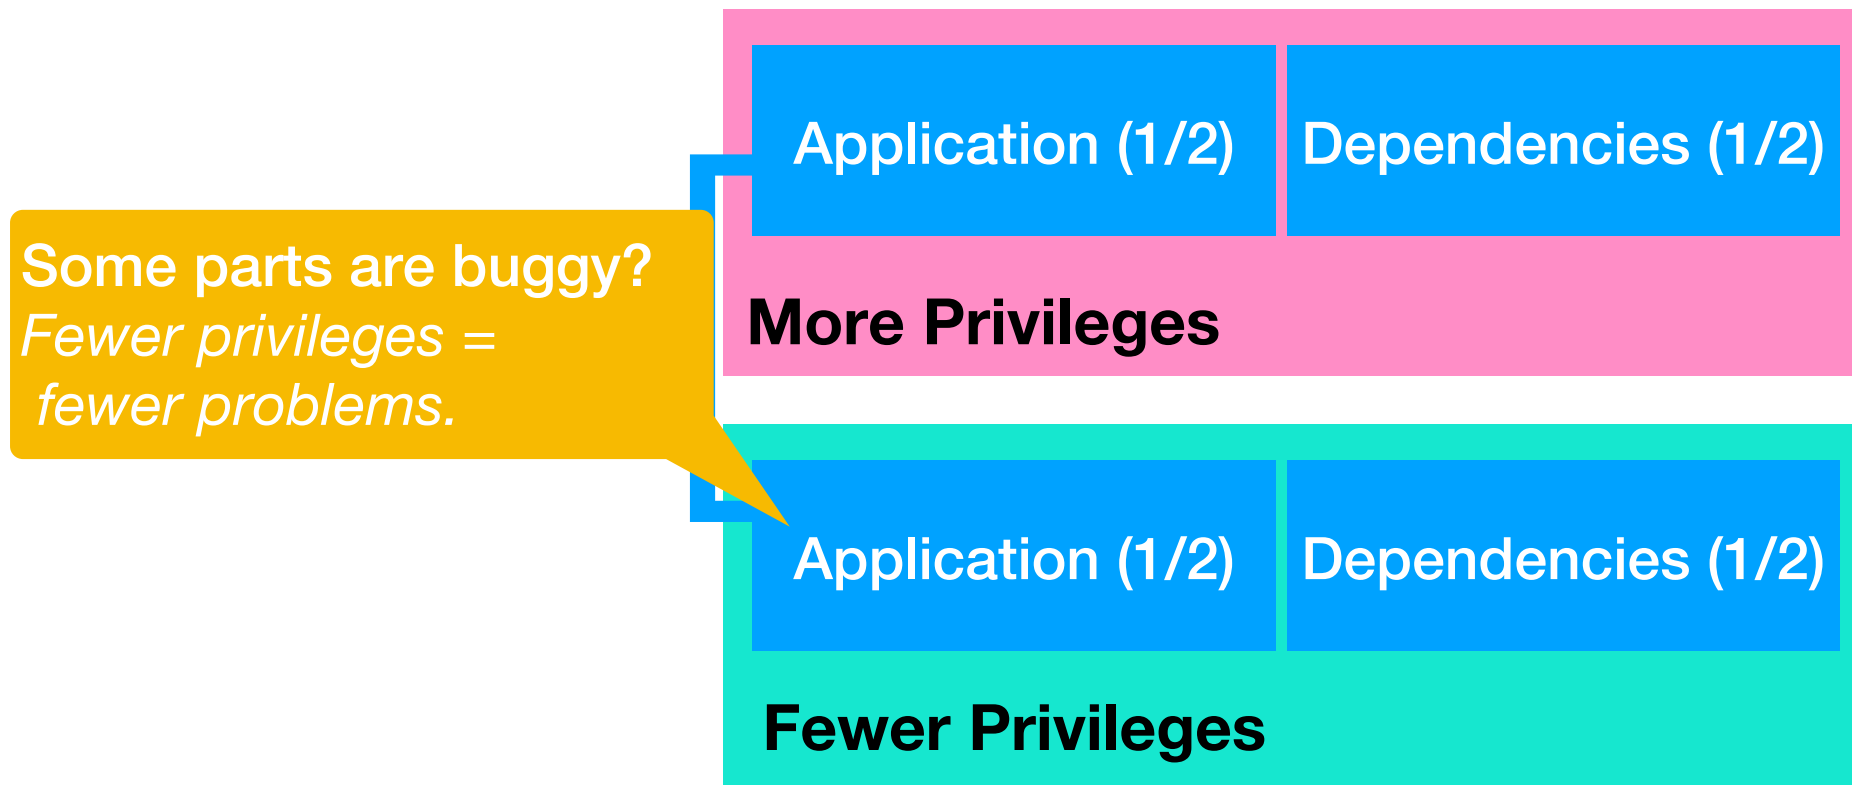 Application (1/2)
Dependencies (1/2)
More Privileges
Some parts are buggy?
Fewer privileges =
fewer problems.
Application (1/2)
Dependencies (1/2)
Fewer Privileges